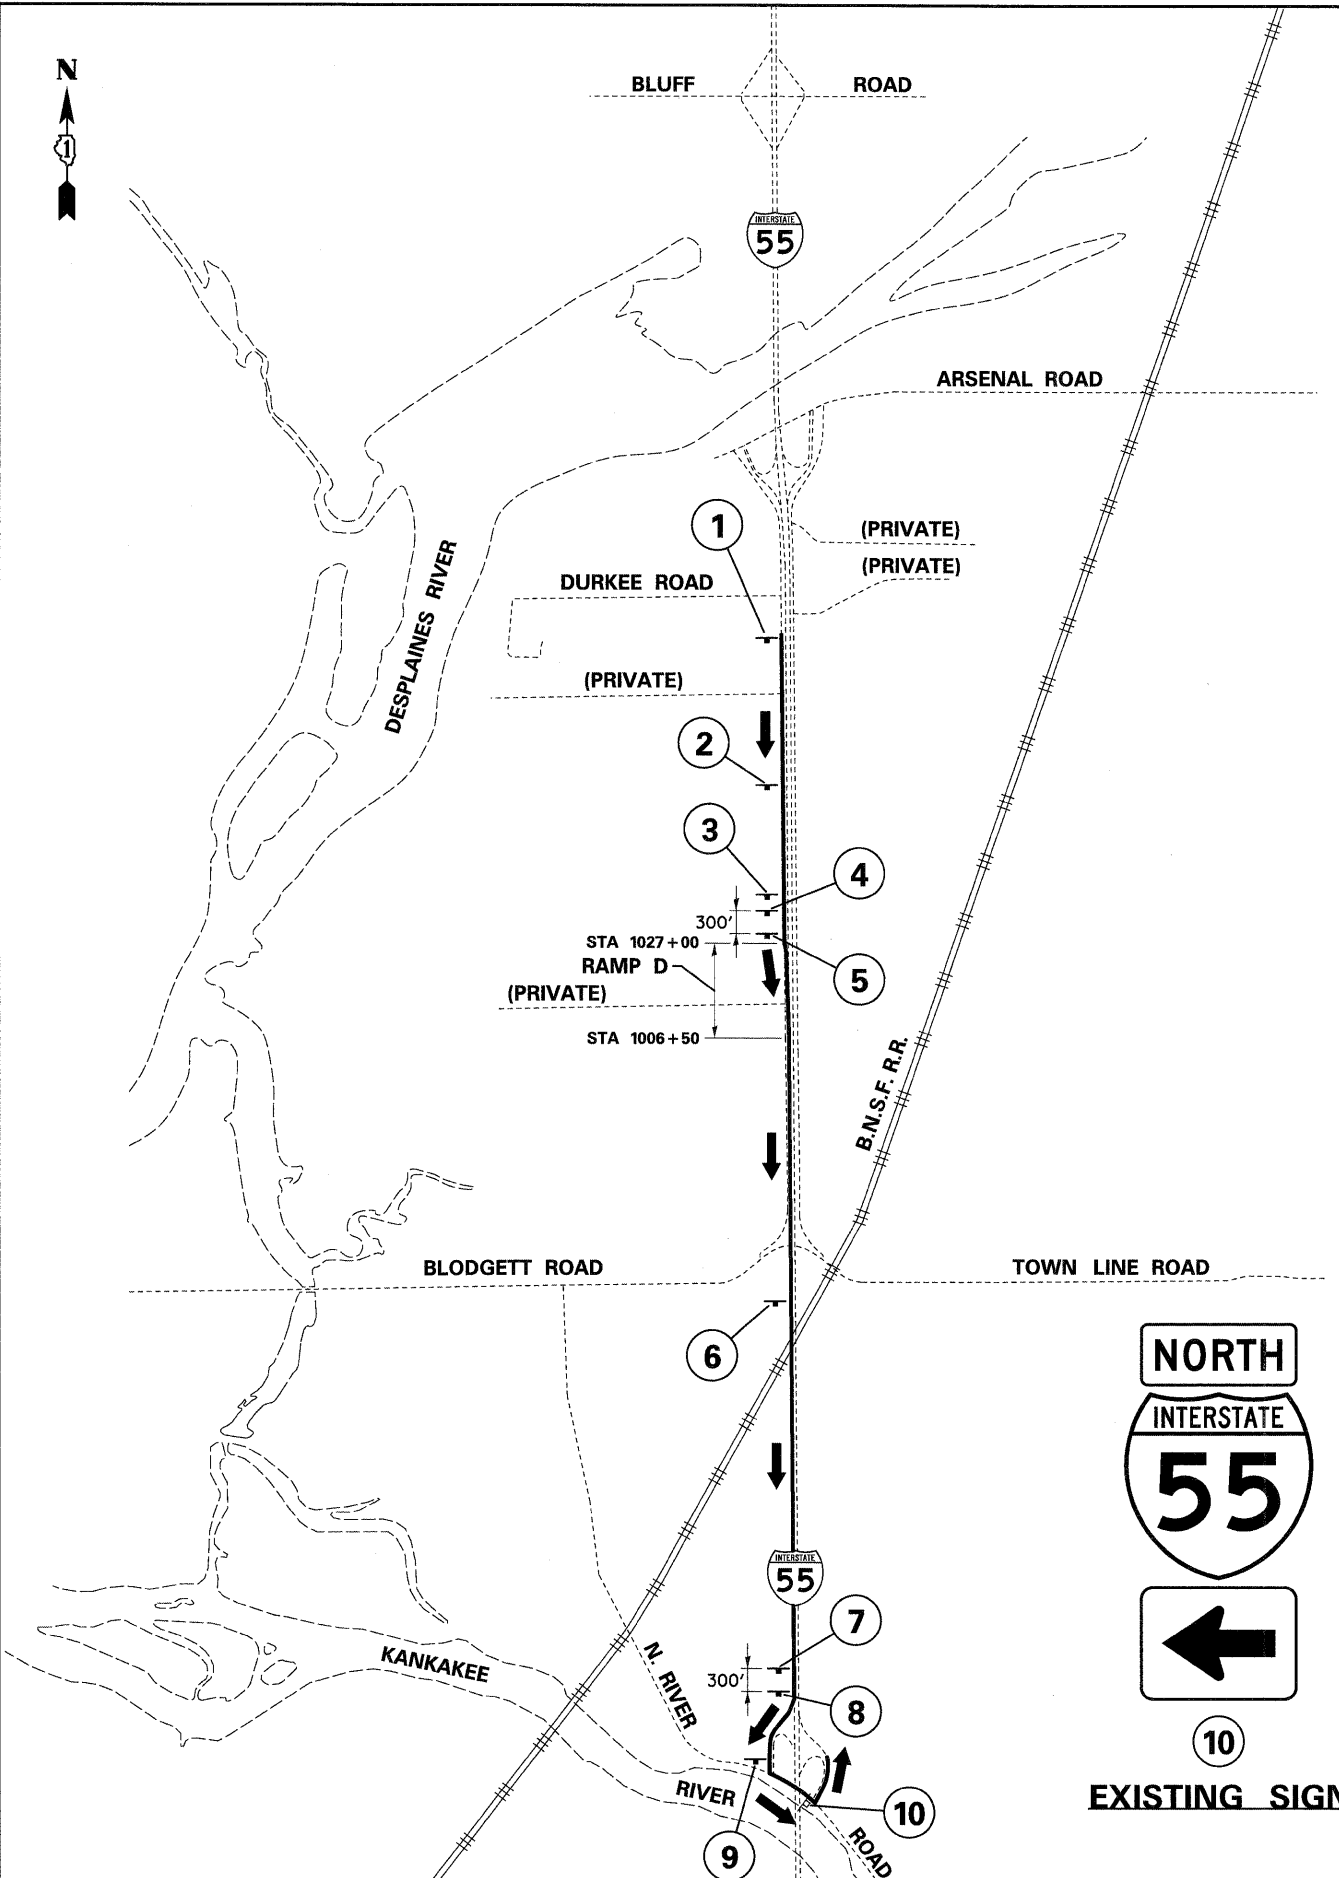 N
1
BLUFF ROAD
INTERSTATE
55
ARSENAL ROAD
1
(PRIVATE)
(PRIVATE)
DURKEE ROAD
DESPLAINES RIVER
(PRIVATE)
2
3
4
300'
STA 1027+00
RAMP D
5
(PRIVATE)
STA 1006+50
B.N.S.F. R.R.
BLODGETT ROAD
TOWN LINE ROAD
6
NORTH
INTERSTATE
55
INTERSTATE
55
7
300'
N. RIVER
KANKAKEE
8
10
RIVER
10
EXISTING SIGN
ROAD
9